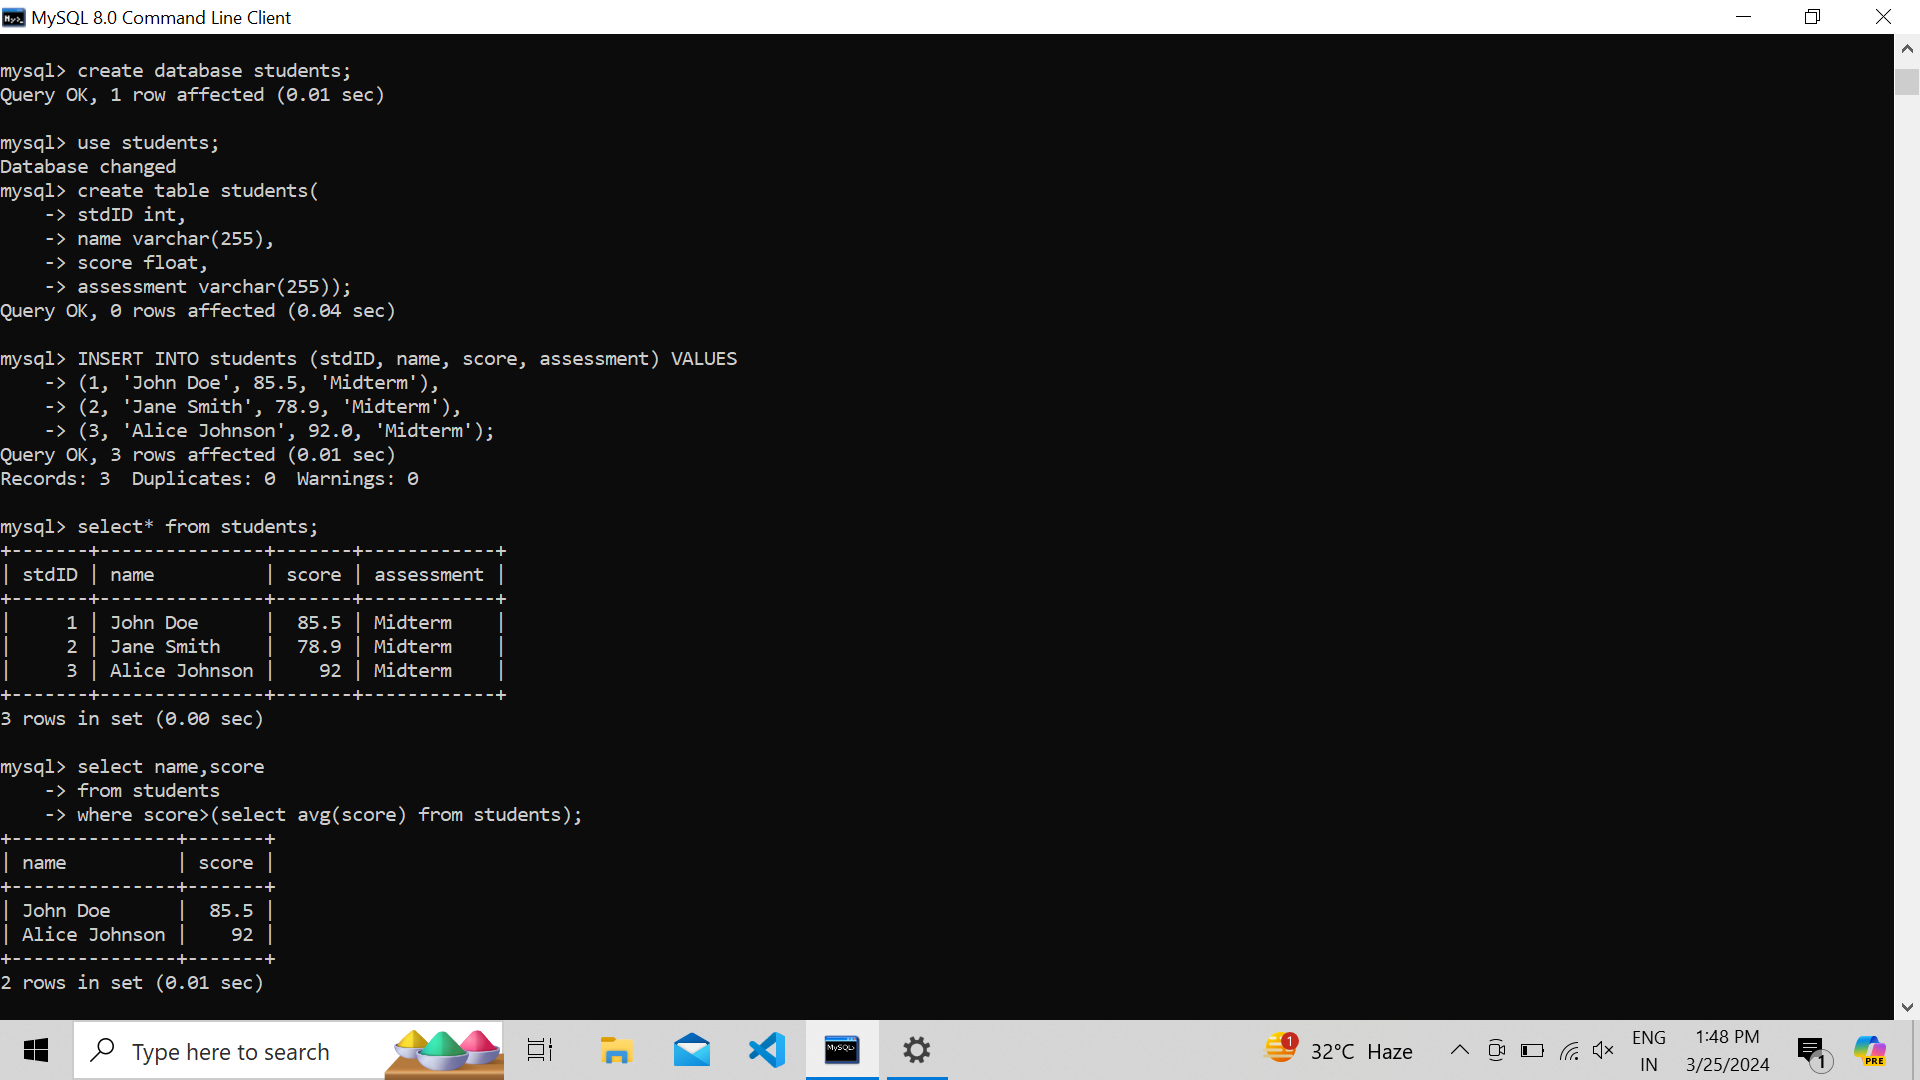 MySQL 8.0 Command Line Client
mysql> create database students;
Query OK, 1 row affected (0.01 sec)
mysql> use students;
Database changed
mysql> create table students(
    -> stdID int,
    -> name varchar(255),
    -> score float,
    -> assessment varchar(255));
Query OK, 0 rows affected (0.04 sec)
mysql> INSERT INTO students (stdID, name, score, assessment) VALUES
    -> (1, 'John Doe', 85.5, 'Midterm'),
    -> (2, 'Jane Smith', 78.9, 'Midterm'),
    -> (3, 'Alice Johnson', 92.0, 'Midterm');
Query OK, 3 rows affected (0.01 sec)
Records: 3  Duplicates: 0  Warnings: 0
mysql> select* from students;
+-------+---------------+-------+------------+
| stdID | name          | score | assessment |
+-------+---------------+-------+------------+
|     1 | John Doe      |  85.5 | Midterm    |
|     2 | Jane Smith    |  78.9 | Midterm    |
|     3 | Alice Johnson |    92 | Midterm    |
+-------+---------------+-------+------------+
3 rows in set (0.00 sec)
mysql> select name,score
    -> from students
    -> where score>(select avg(score) from students);
+---------------+-------+
| name          | score |
+---------------+-------+
| John Doe      |  85.5 |
| Alice Johnson |    92 |
+---------------+-------+
2 rows in set (0.01 sec)
Type here to search
MySQL>
1
32°C Haze
ENG
IN
1:48 PM
3/25/2024
1
PRE